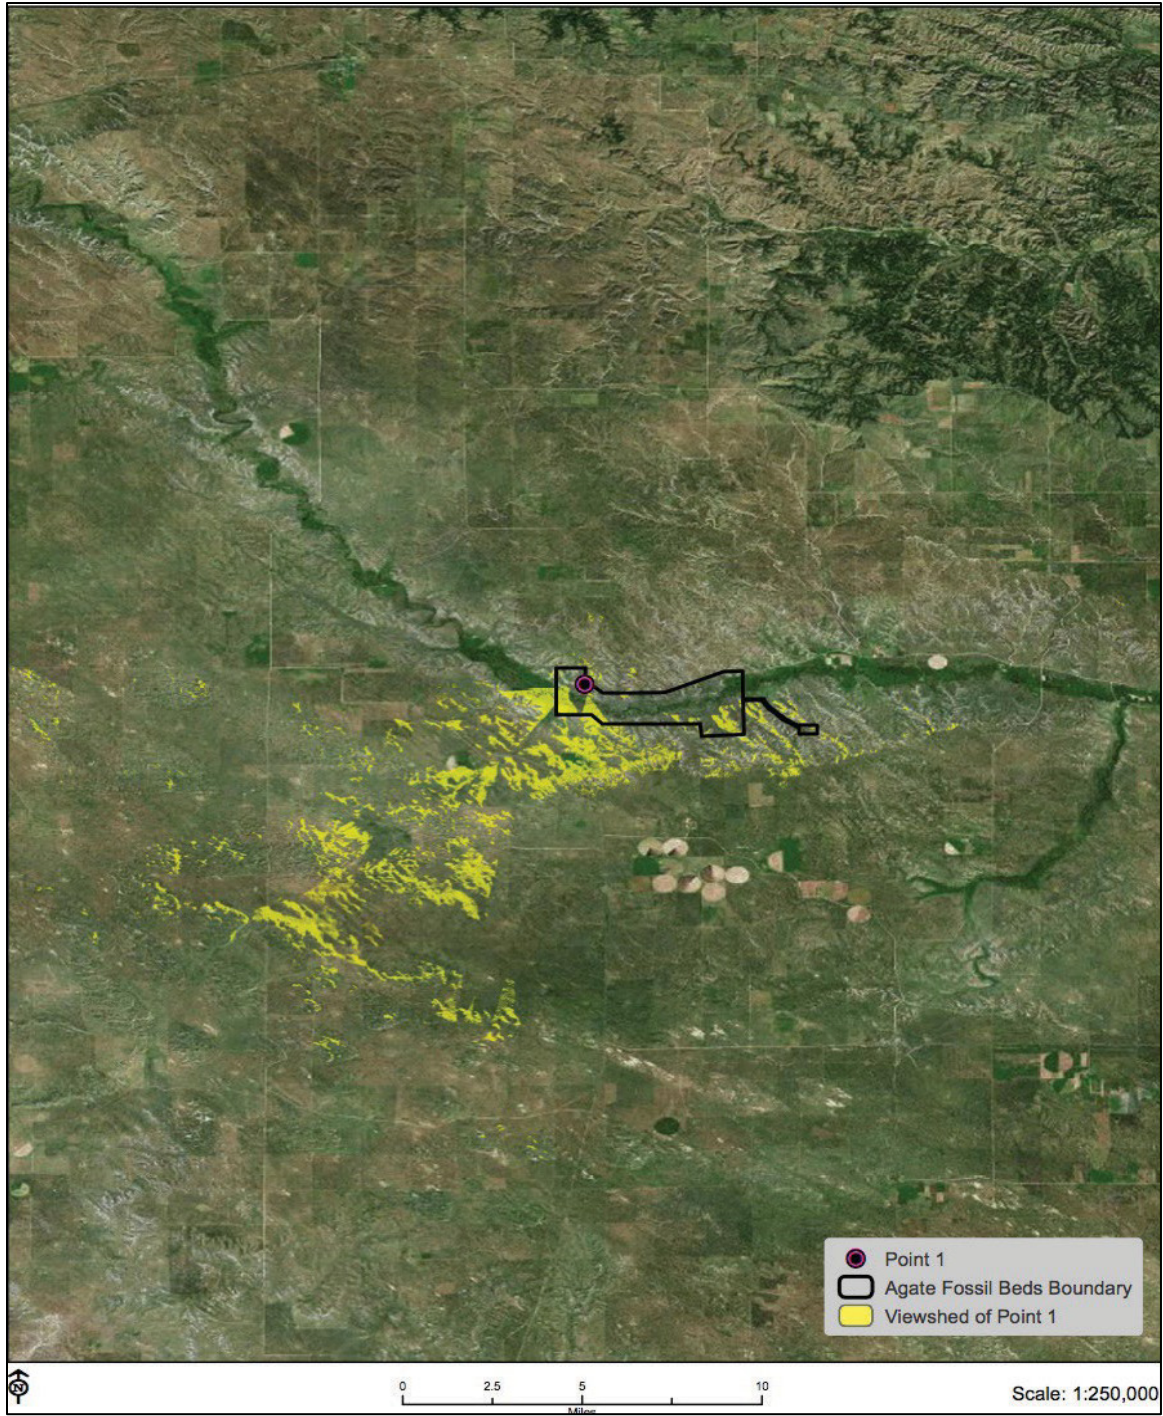 Point 1
Agate Fossil Beds Boundary
Viewshed of Point 1
N
0 2.5 5 10
Miles
Scale: 1:250,000